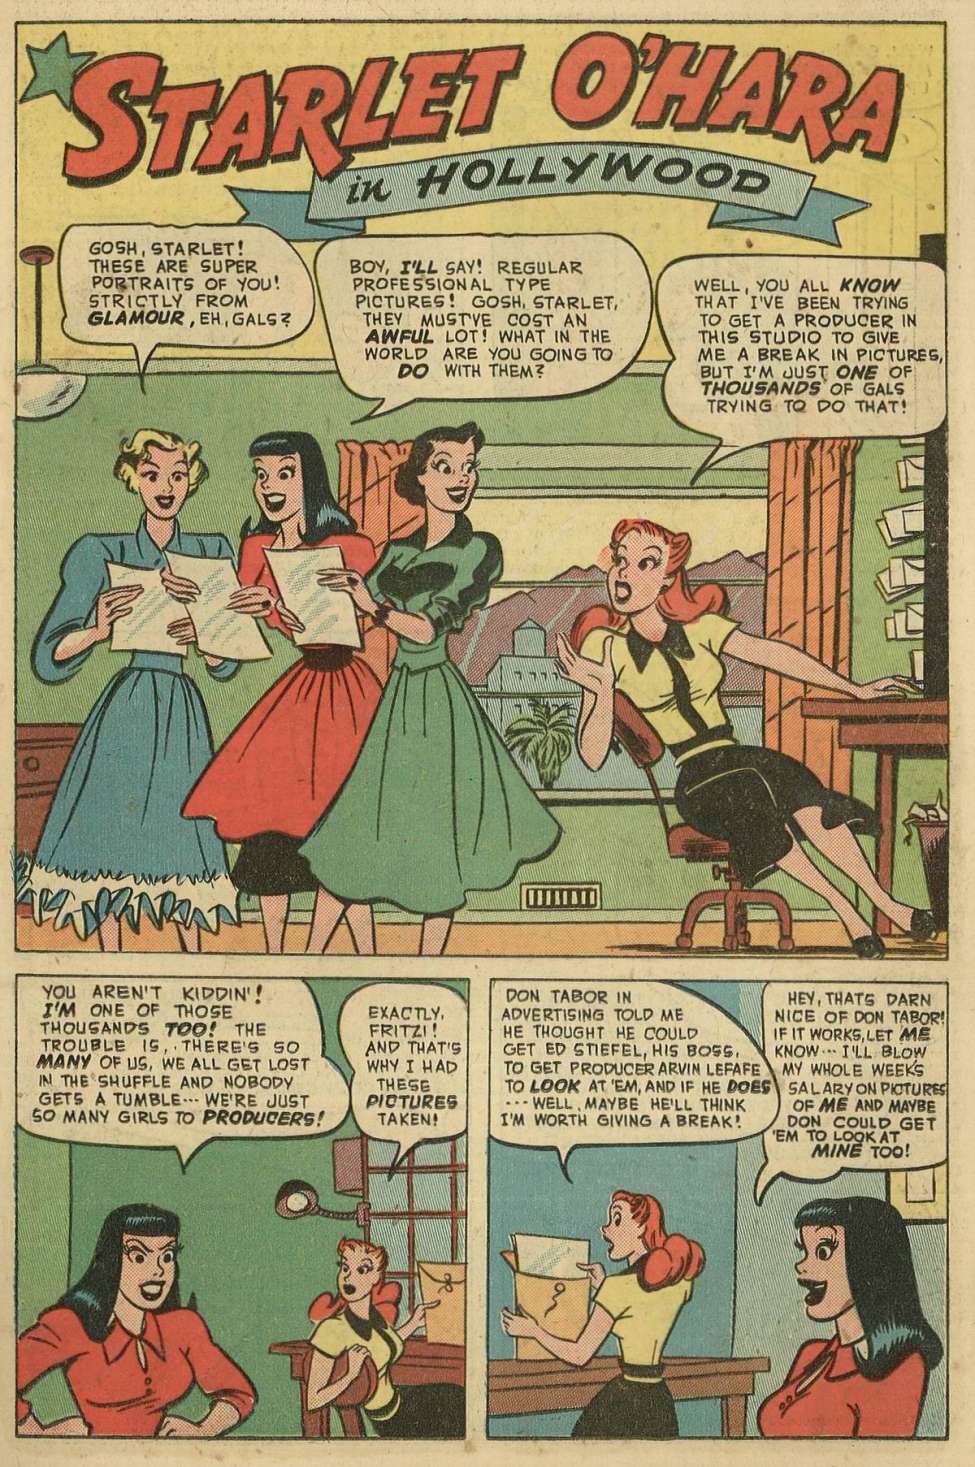 STARLET O'HARA
in HOLLYWOOD
GOSH, STARLET!
THESE ARE SUPER
PORTRAITS OF YOU!
STRICTLY FROM
GLAMOUR, EH, GALS?
BOY, I'LL SAY! REGULAR
PROFESSIONAL TYPE
PICTURES! GOSH, STARLET,
THEY MUST'VE COST AN
AWFUL LOT! WHAT IN THE
WORLD ARE YOU GOING TO
DO WITH THEM?
WELL, YOU ALL KNOW
THAT I'VE BEEN TRYING
TO GET A PRODUCER IN
THIS STUDIO TO GIVE
ME A BREAK IN PICTURES,
BUT I'M JUST ONE OF
THOUSANDS OF GALS
TRYING TO DO THAT!
YOU AREN'T KIDDIN'!
I'M ONE OF THOSE
THOUSANDS TOO! THE
TROUBLE IS, THERE'S SO
MANY OF US, WE ALL GET LOST
IN THE SHUFFLE AND NOBODY
GETS A TUMBLE--- WE'RE JUST
SO MANY GIRLS TO PRODUCERS!
EXACTLY,
FRITZI!
AND THAT'S
WHY I HAD
THESE
PICTURES
TAKEN!
DON TABOR IN
ADVERTISING TOLD ME
HE THOUGHT HE COULD
GET ED STIEFEL, HIS BOSS,
TO GET PRODUCER ARVIN LEFAFE
TO LOOK AT 'EM, AND IF HE DOES
--- WELL, MAYBE HE'LL THINK
I'M WORTH GIVING A BREAK!
HEY, THATS DARN
NICE OF DON TABOR!
IF IT WORKS, LET ME
KNOW--- I'LL BLOW
MY WHOLE WEEK'S
SALARY ON PICTURES
OF ME AND MAYBE
DON COULD GET
'EM TO LOOK AT
MINE TOO!